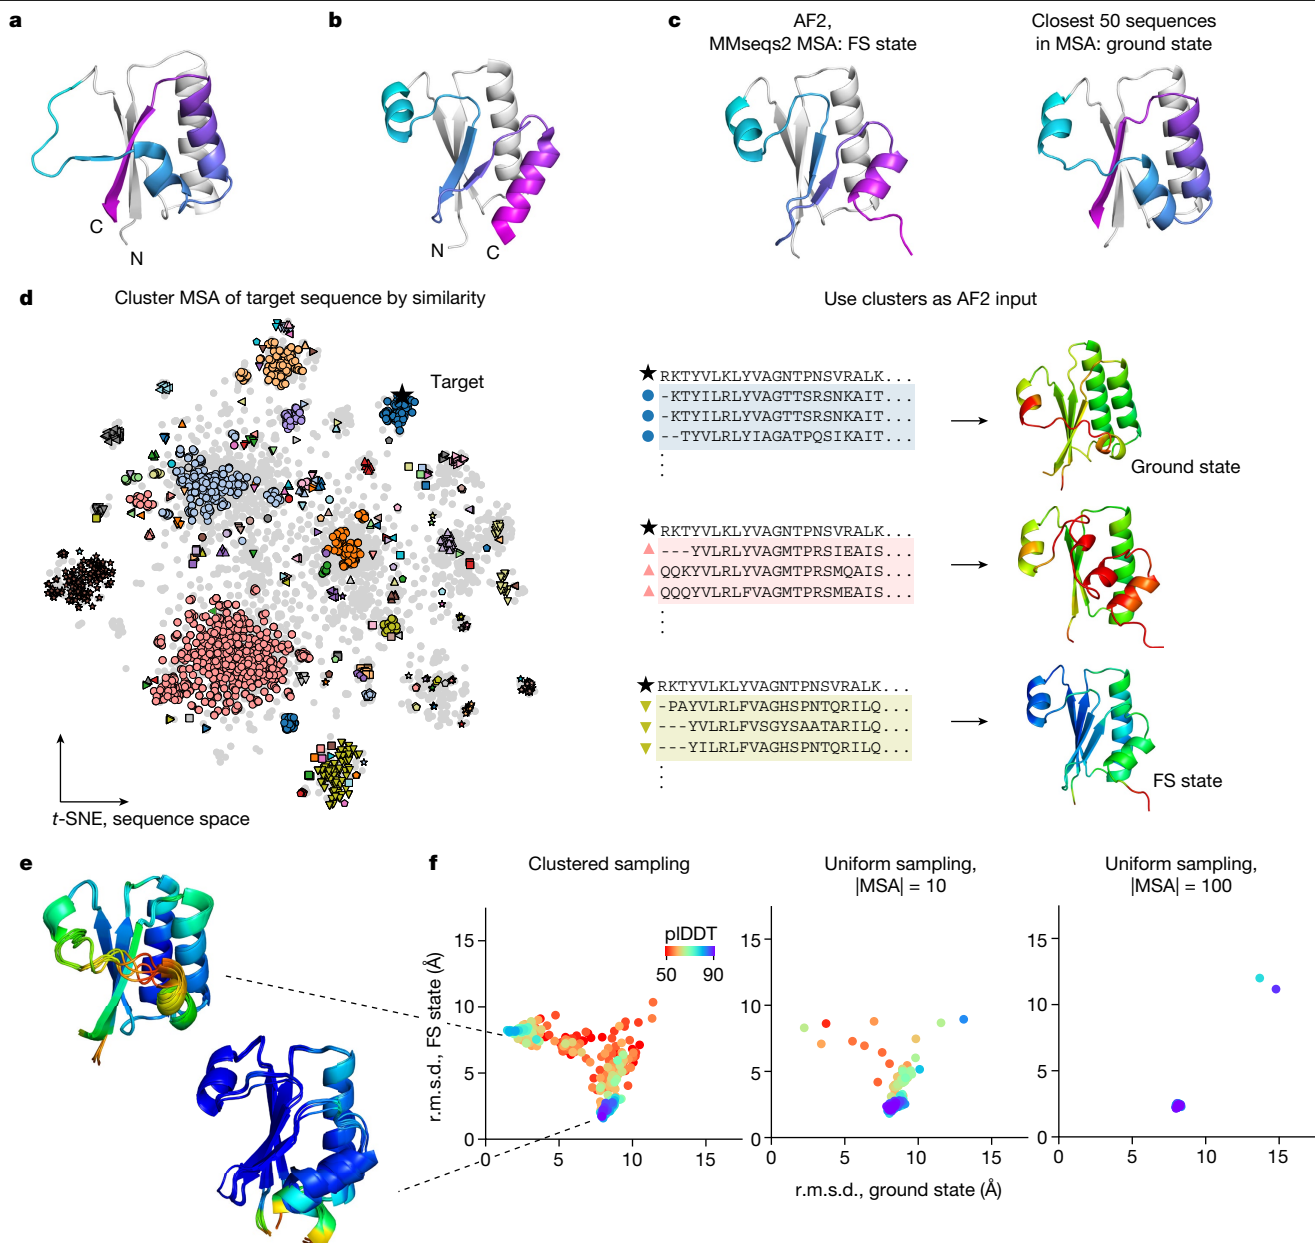 a
b
c
AF2,
MMseqs2 MSA: FS state
Closest 50 sequences
in MSA: ground state
C
N
N
C
d
Cluster MSA of target sequence by similarity
Use clusters as AF2 input
Target
RKTYVLKLYVAGNTPNSVRALK...
-KTYILRLYVAGTTSRSNKAIT...
-KTYILRLYVAGTTSRSNKAIT...
--TYVLRLYIAGATPQSIKAIT...
Ground state
RKTYVLKLYVAGNTPNSVRALK...
---YVLRLYVAGMTPRSIEAIS...
QQKYVLRLYVAGMTPRSMQAIS...
QQQYVLRLFVAGMTPRSMEAIS...
RKTYVLKLYVAGNTPNSVRALK...
-PAYVLRLFVAGHSPNTQRILQ...
---YVLRLFVSGYSAATARILQ...
---YILRLFVAGHSPNTQRILQ...
FS state
t-SNE, sequence space
e
f
Clustered sampling
Uniform sampling,
|MSA| = 10
Uniform sampling,
|MSA| = 100
plDDT
50 90
r.m.s.d., FS state (Å)
15
10
5
0
0 5 10 15
15
10
5
0
0 5 10 15
15
10
5
0
0 5 10 15
r.m.s.d., ground state (Å)